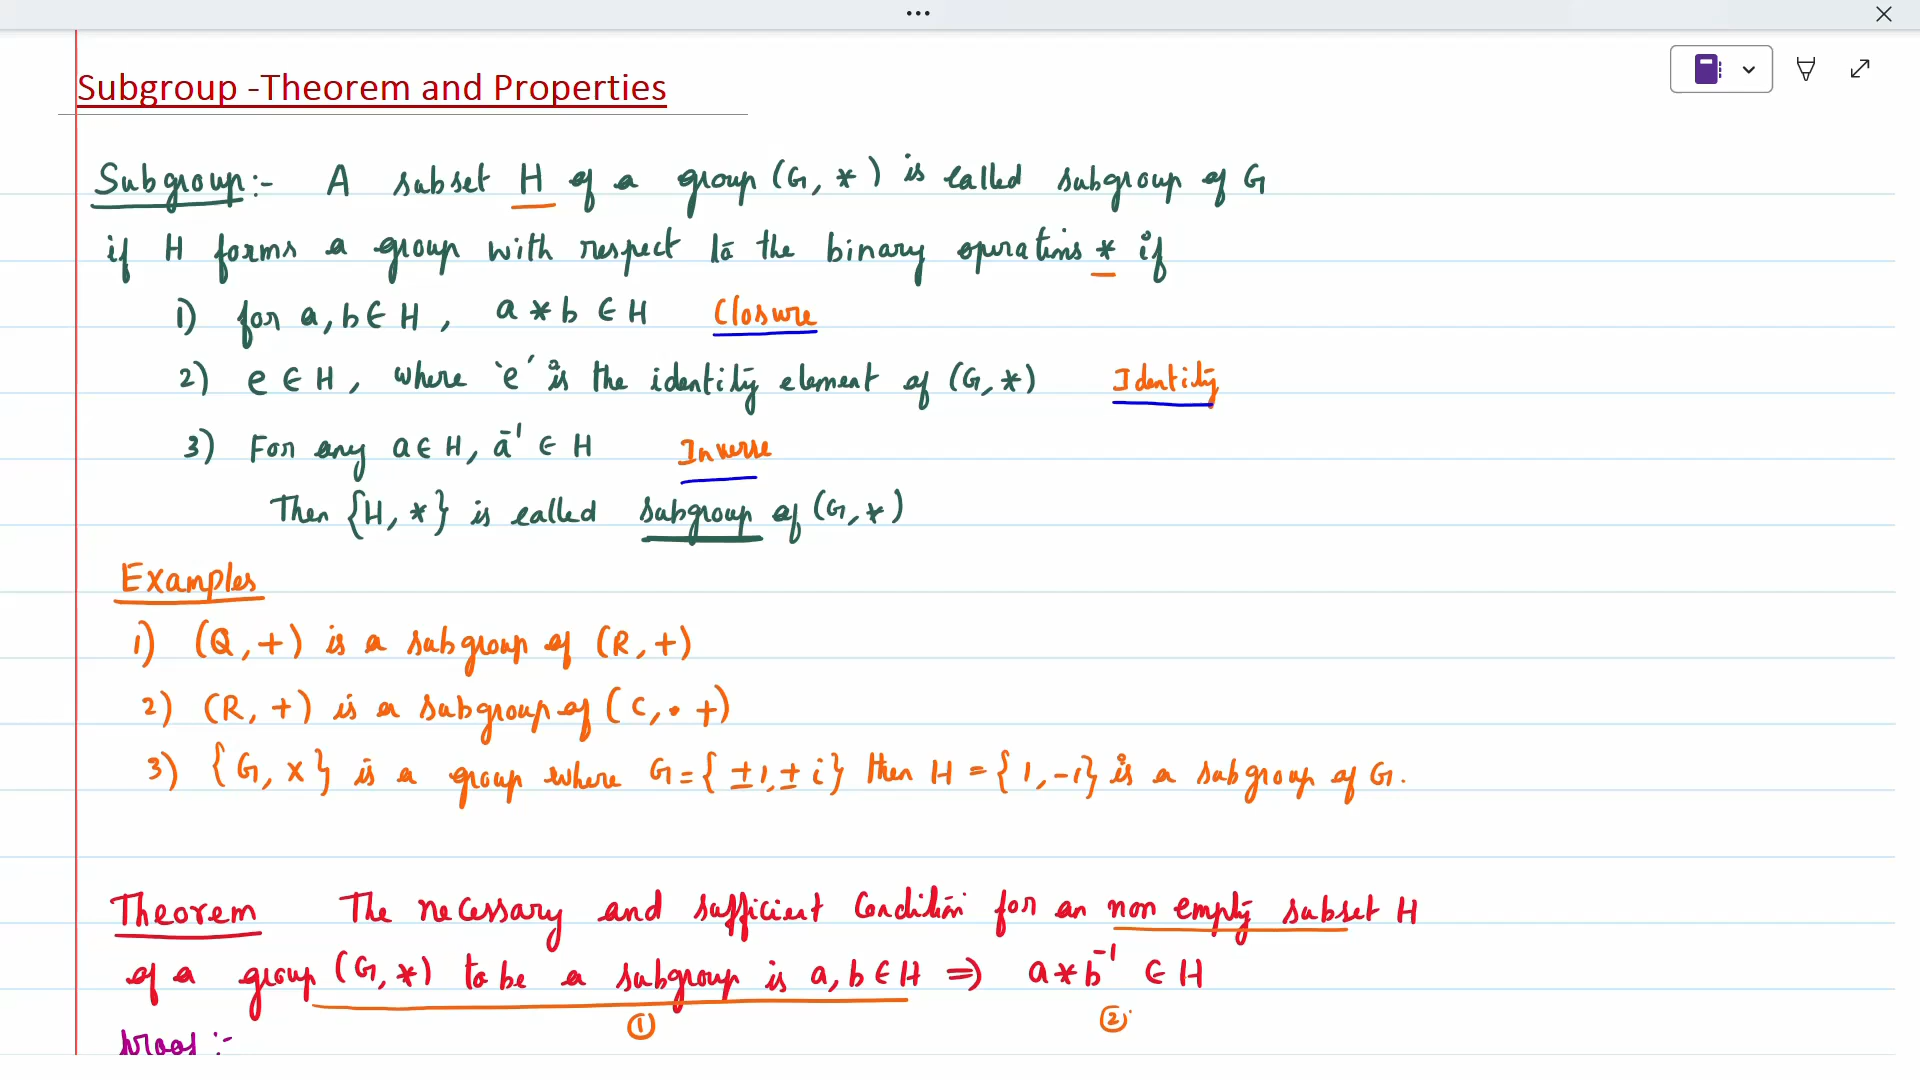 Subgroup -Theorem and Properties
Subgroup:- A subset H of a group (G, *) is called subgroup of G
if H forms a group with respect to the binary operations * if
1) for a, b ∈ H, a * b ∈ H Closure
2) e ∈ H, where 'e' is the identity element of (G, *) Identity
3) For any a ∈ H, a⁻¹ ∈ H Inverse
Then {H, *} is called subgroup of (G, *)
Examples
1) (Q, +) is a subgroup of (R, +)
2) (R, +) is a subgroup of (C, • +)
3) {G, x} is a group where G = {±1, ±i} then H = {1, -1} is a subgroup of G.
Theorem The necessary and sufficient Condition for an non empty subset H
of a group (G, *) to be a subgroup is a, b ∈ H ⇒ a * b⁻¹ ∈ H
① ②
Proof :-